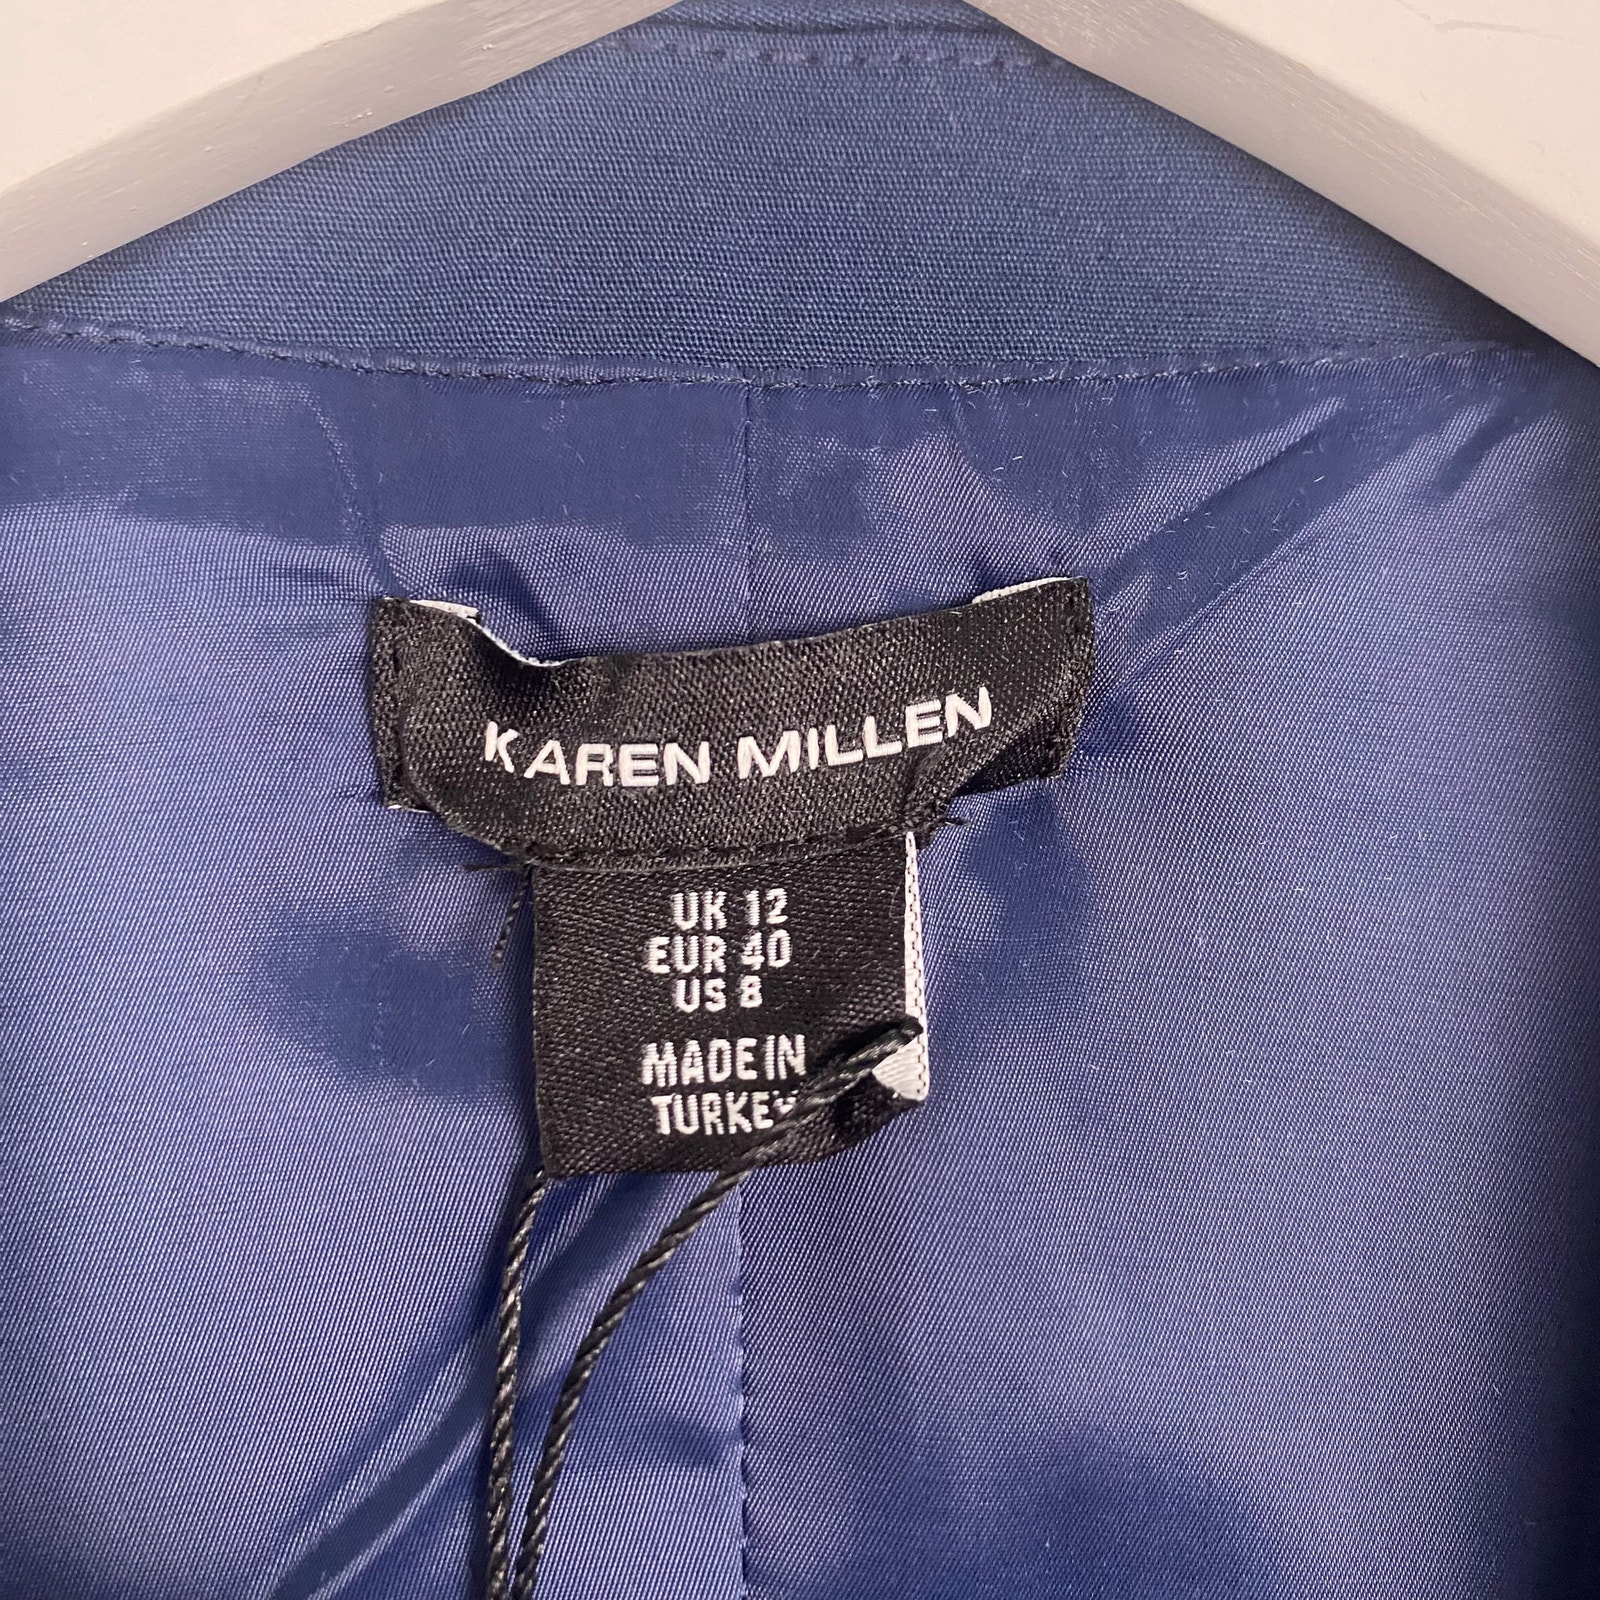 KAREN MILLEN
UK 12
EUR 40
US 8
MADE IN
TURKEY